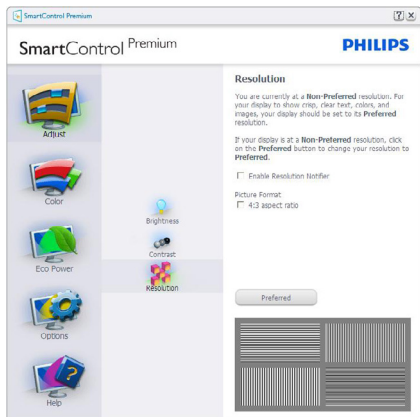 SmartControl Premium
SmartControl Premium
PHILIPS
Adjust
Color
Eco Power
Options
Help
Brightness
Contrast
Resolution
Resolution
You are currently at a Non-Preferred resolution. For
your display to show crisp, clear text, colors, and
images, your display should be set to its Preferred
resolution.
If your display is at a Non-Preferred resolution, click
on the Preferred button to change your resolution to
Preferred.
Enable Resolution Notifier
Picture Format
4:3 aspect ratio
Preferred